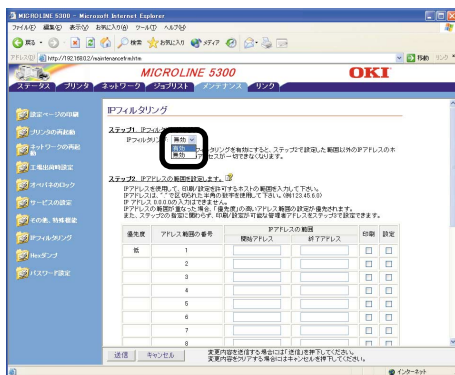 MICROLINE 5300 - Microsoft Internet Explorer
ファイル(F) 編集(E) 表示(V) お気に入り(A) ツール(T) ヘルプ(H)
戻る 検索 お気に入り メディア
アドレス(D) http://192.168.0.2/maintenanceframe.htm 移動 リンク
MICROLINE 5300 OKI
ステータス プリンタ ネットワーク ジョブリスト メンテナンス リンク
設定ページの印刷
プリンタの再起動
ネットワークの再起動
工場出荷時設定
オペパネのロック
サービスの設定
その他、特殊機能
IPフィルタリング
Hexダンプ
パスワード設定
IPフィルタリング
ステップ1. IPフィル
IPフィルタリング 無効
有効
無効
ィルタリングを有効にすると、ステップ2で設定した範囲以外のIPアドレスのホ
アクセスが一切できなくなります。
ステップ2. IPアドレスの範囲を設定します。
IPアドレスを使用して、印刷/設定を許可するホストの範囲を入力して下さい。
IPアドレスは、"."で区切られた半角の数字を使用して下さい。(例:123.45.6.0)
IP アドレス 0.0.0.0の入力はできません。
IPアドレスの範囲が重なった場合、「優先度」の高いアドレス範囲の設定が優先されます。
また、ステップ2の指定に関わらず、印刷/設定が可能な管理者アドレスをステップ3で設定できます。
優先度 アドレス範囲の番号 IPアドレスの範囲 印刷 設定
開始アドレス 終了アドレス
低 1
2
3
4
5
6
7
8
送信 キャンセル
変更内容を送信する場合には「送信」を押下してください。
変更内容をクリアする場合にはキャンセルを押下してください。
インターネット